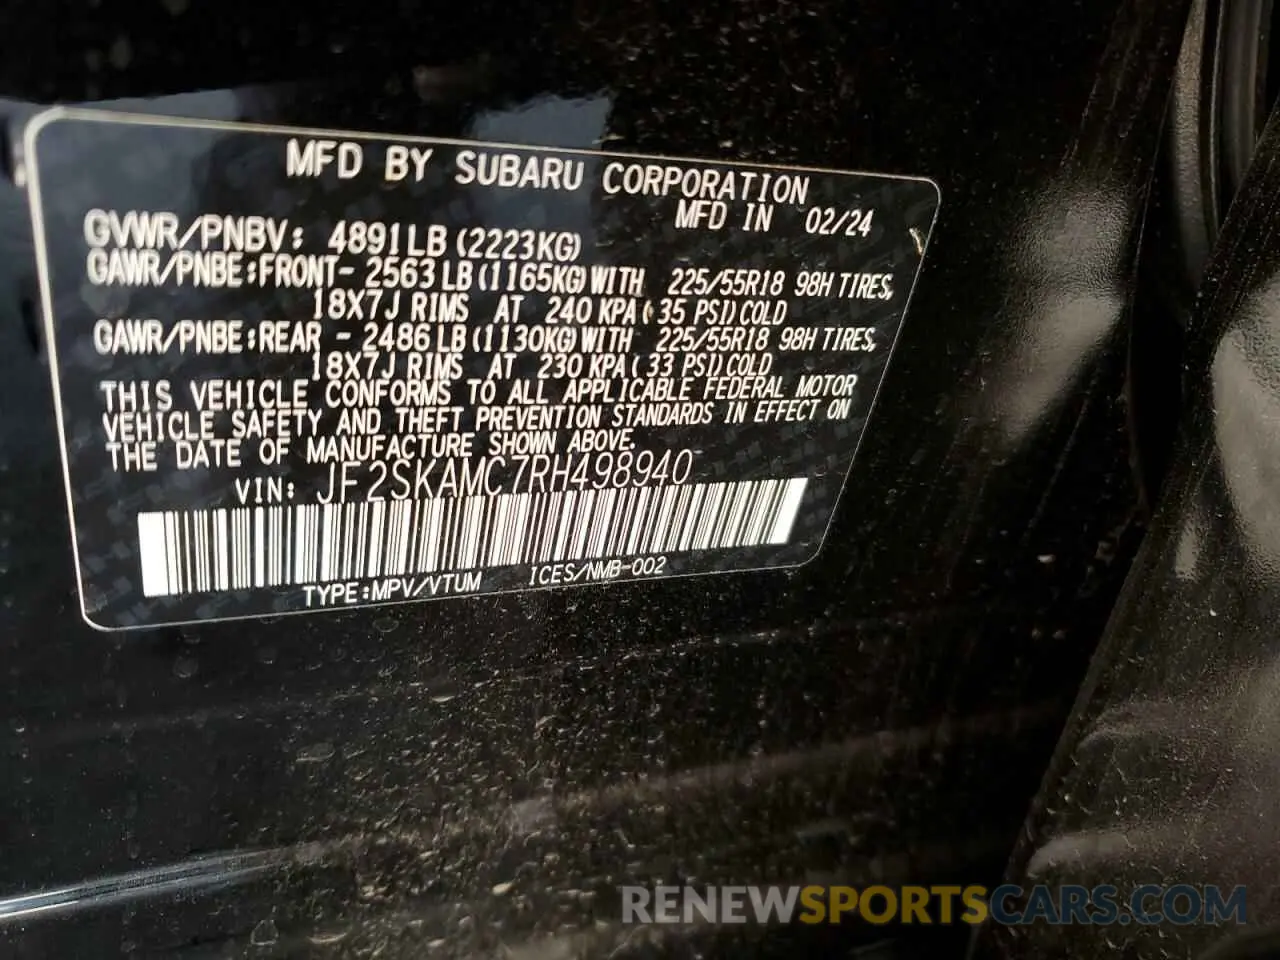 MFD BY SUBARU CORPORATION
MFD IN 02/24
GVWR/PNBV: 4891LB (2223KG)
GAWR/PNBE:FRONT- 2563 LB (1165KG) WITH 225/55R18 98H TIRES,
18X7J RIMS AT 240 KPA ( 35 PSI) COLD
GAWR/PNBE:REAR - 2486 LB (1130KG) WITH 225/55R18 98H TIRES,
18X7J RIMS AT 230 KPA ( 33 PSI) COLD
THIS VEHICLE CONFORMS TO ALL APPLICABLE FEDERAL MOTOR
VEHICLE SAFETY AND THEFT PREVENTION STANDARDS IN EFFECT ON
THE DATE OF MANUFACTURE SHOWN ABOVE.
VIN: JF2SKAMC7RH498940
TYPE:MPV/VTUM ICES/NMB-002
RENEWSPORTSCARS.COM